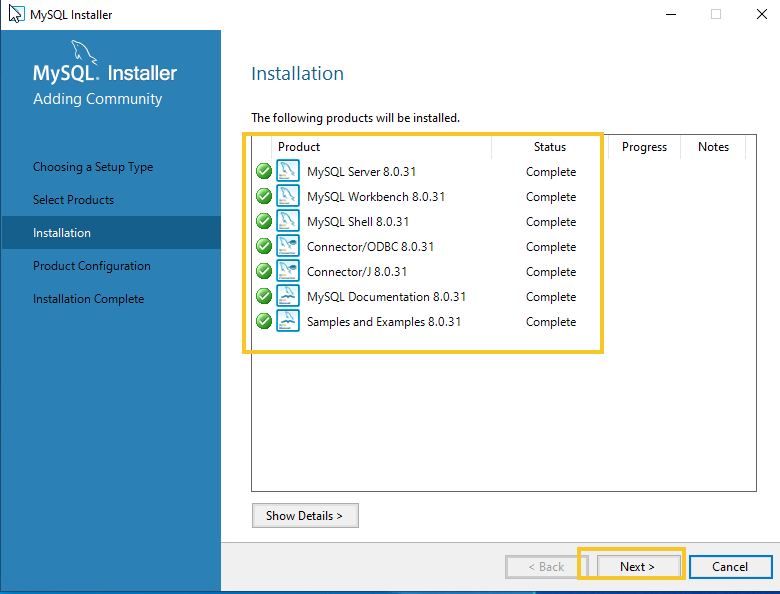 MySQL Installer
MySQL. Installer
Adding Community
Choosing a Setup Type
Select Products
Installation
Product Configuration
Installation Complete
Installation
The following products will be installed.
Product Status Progress Notes
MySQL Server 8.0.31 Complete
MySQL Workbench 8.0.31 Complete
MySQL Shell 8.0.31 Complete
Connector/ODBC 8.0.31 Complete
Connector/J 8.0.31 Complete
MySQL Documentation 8.0.31 Complete
Samples and Examples 8.0.31 Complete
Show Details >
< Back Next > Cancel